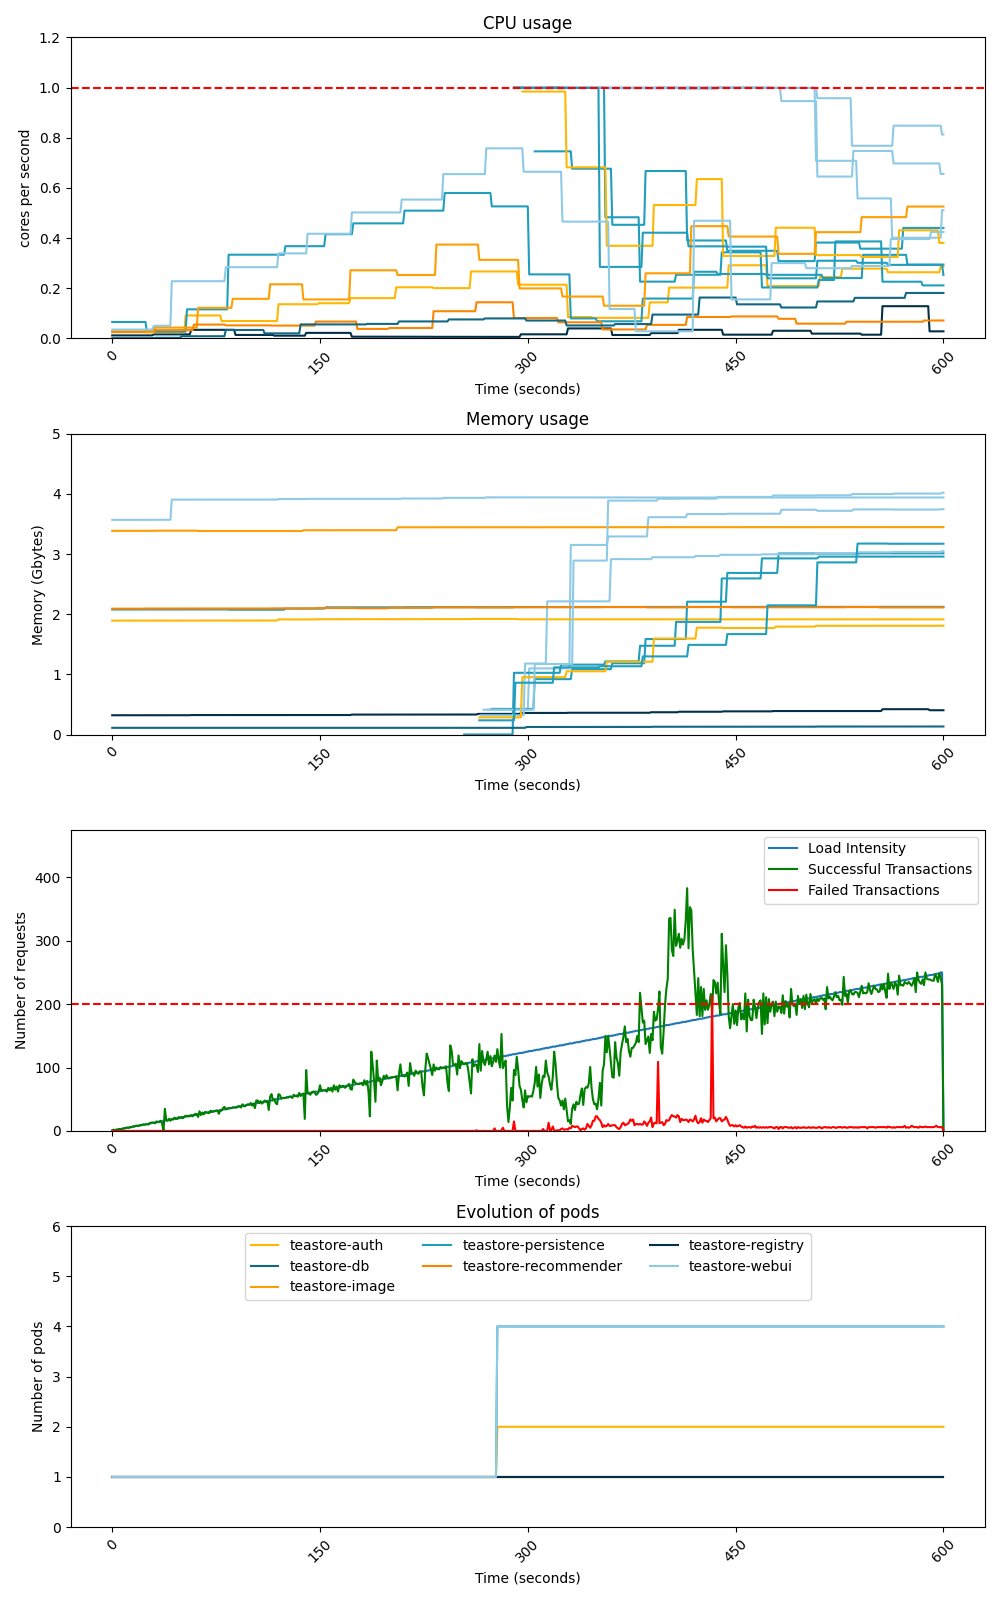 CPU usage
cores per second
1.2
1.0
0.8
0.6
0.4
0.2
0.0
0
150
300
450
600
Time (seconds)
Memory usage
Memory (Gbytes)
5
4
3
2
1
0
0
150
300
450
600
Time (seconds)
Number of requests
400
300
200
100
0
Load Intensity
Successful Transactions
Failed Transactions
0
150
300
450
600
Time (seconds)
Evolution of pods
Number of pods
6
5
4
3
2
1
0
teastore-auth
teastore-db
teastore-image
teastore-persistence
teastore-recommender
teastore-registry
teastore-webui
0
150
300
450
600
Time (seconds)